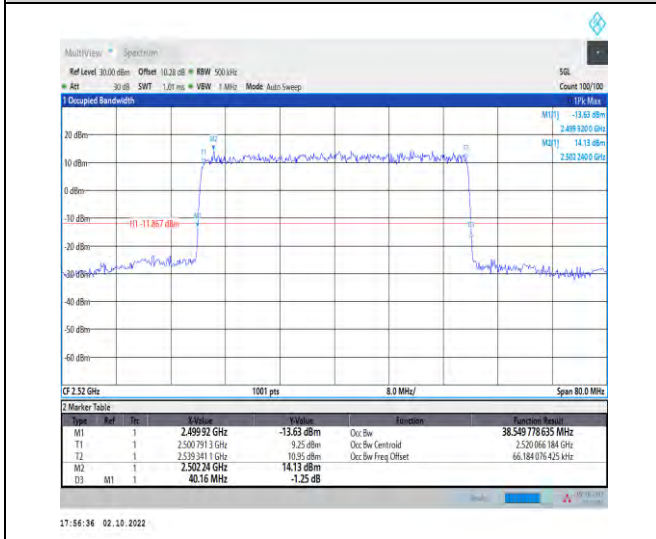 MultiView Spectrum
Ref Level 30.00 dBm Offset 10.28 dB RBW 500 kHz SGL
Att 30 dB SWT 1.01 ms VBW 1 MHz Mode Auto Sweep Count 100/100
1 Occupied Bandwidth 1Pk Max
M1[1] -13.63 dBm
2.499 920 0 GHz
M2[1] 14.13 dBm
2.502 240 0 GHz
20 dBm
M2
T1
10 dBm
0 dBm
-10 dBm
M1
H1 -11.867 dBm
-20 dBm
-30 dBm
-40 dBm
-50 dBm
-60 dBm
CF 2.52 GHz 1001 pts 8.0 MHz/ Span 80.0 MHz
2 Marker Table
Type Ref Trc X-Value Y-Value Function Function Result
M1 1 2.499 92 GHz -13.63 dBm Occ Bw 38.549 778 635 MHz
T1 1 2.500 791 3 GHz 9.25 dBm Occ Bw Centroid 2.520 066 184 GHz
T2 1 2.539 341 1 GHz 10.95 dBm Occ Bw Freq Offset 66.184 076 425 kHz
M2 1 2.502 24 GHz 14.13 dBm
D3 M1 1 40.16 MHz -1.25 dB
17:56:36 02.10.2022